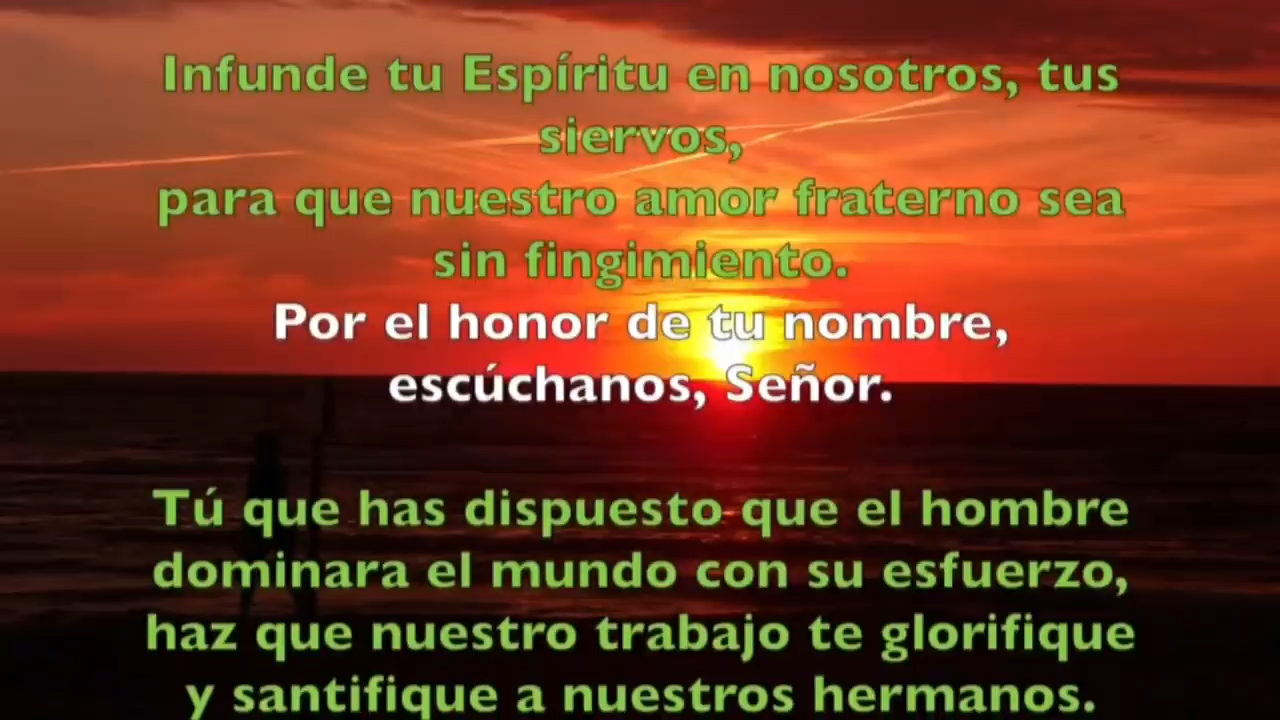 Infunde tu Espíritu en nosotros, tus
siervos,
para que nuestro amor fraterno sea
sin fingimiento.
Por el honor de tu nombre,
escúchanos, Señor.
Tú que has dispuesto que el hombre
dominara el mundo con su esfuerzo,
haz que nuestro trabajo te glorifique
y santifique a nuestros hermanos.